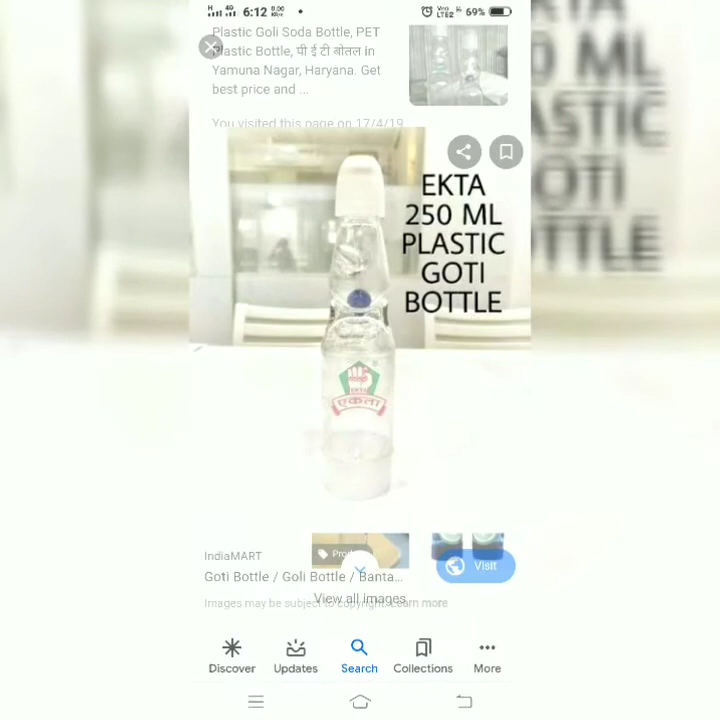 6:12
69%
Plastic Goli Soda Bottle, PET
Plastic Bottle, पी ई टी बोतल in
Yamuna Nagar, Haryana. Get
best price and ...
You visited this page on 17/4/19
EKTA
250 ML
PLASTIC
GOTI
BOTTLE
EKTA
एकता
IndiaMART
Goti Bottle / Goli Bottle / Banta...
Visit
View all images
Images may be subject to copyright. Learn more
Discover
Updates
Search
Collections
More